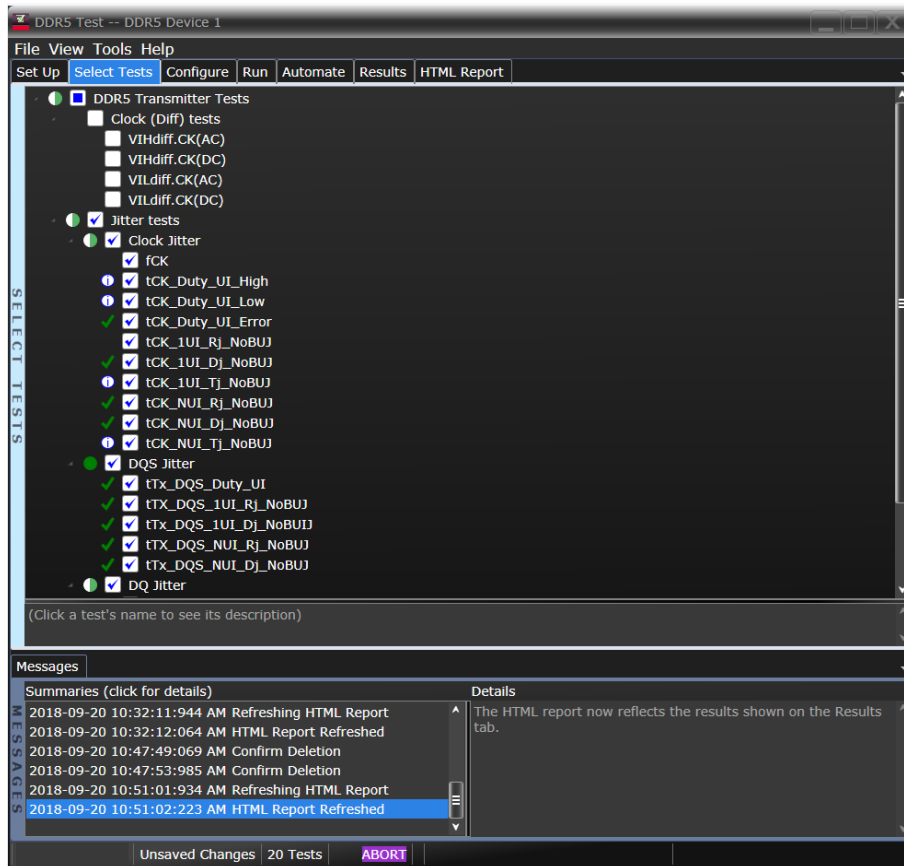 DDR5 Test -- DDR5 Device 1
File View Tools Help
Set Up Select Tests Configure Run Automate Results HTML Report
DDR5 Transmitter Tests
Clock (Diff) tests
VIHdiff.CK(AC)
VIHdiff.CK(DC)
VILdiff.CK(AC)
VILdiff.CK(DC)
Jitter tests
Clock Jitter
fCK
tCK_Duty_UI_High
tCK_Duty_UI_Low
tCK_Duty_UI_Error
tCK_1UI_Rj_NoBUJ
tCK_1UI_Dj_NoBUJ
tCK_1UI_Tj_NoBUJ
tCK_NUI_Rj_NoBUJ
tCK_NUI_Dj_NoBUJ
tCK_NUI_Tj_NoBUJ
DQS Jitter
tTx_DQS_Duty_UI
tTX_DQS_1UI_Rj_NoBUJ
tTx_DQS_1UI_Dj_NoBUIJ
tTx_DQS_NUI_Rj_NoBUJ
tTx_DQS_NUI_Dj_NoBUJ
DQ Jitter
SELECT TESTS
(Click a test's name to see its description)
Messages
Summaries (click for details) Details
2018-09-20 10:32:11:944 AM Refreshing HTML Report
2018-09-20 10:32:12:064 AM HTML Report Refreshed
2018-09-20 10:47:49:069 AM Confirm Deletion
2018-09-20 10:47:53:985 AM Confirm Deletion
2018-09-20 10:51:01:934 AM Refreshing HTML Report
2018-09-20 10:51:02:223 AM HTML Report Refreshed
The HTML report now reflects the results shown on the Results
tab.
MESSAGES
Unsaved Changes 20 Tests ABORT